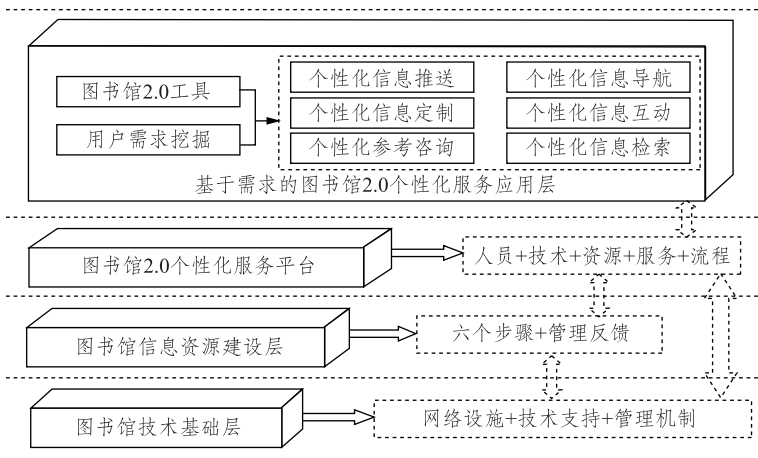 图书馆2.0工具
用户需求挖掘
个性化信息推送
个性化信息导航
个性化信息定制
个性化信息互动
个性化参考咨询
个性化信息检索
基于需求的图书馆2.0个性化服务应用层
图书馆2.0个性化服务平台
人员+技术+资源+服务+流程
图书馆信息资源建设层
六个步骤+管理反馈
图书馆技术基础层
网络设施+技术支持+管理机制